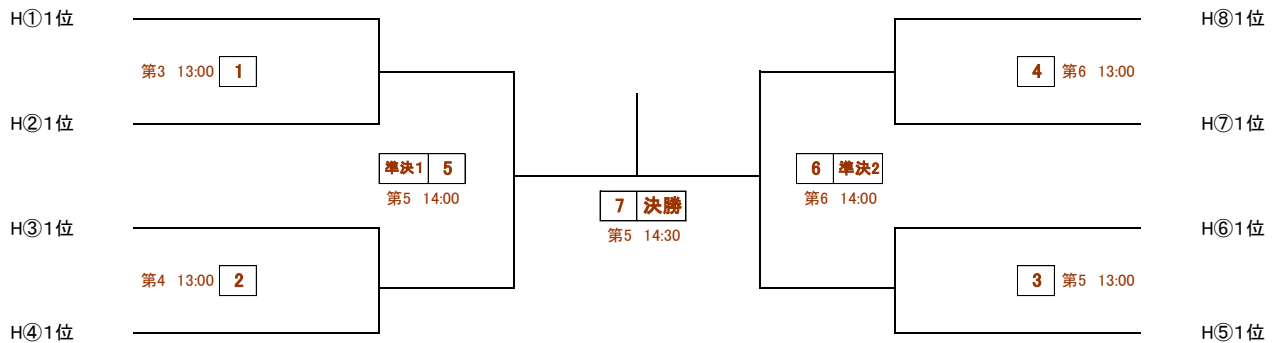 H①1位
H⑧1位
第3 13:00 1
4 第6 13:00
H②1位
H⑦1位
準決1 5
6 準決2
第5 14:00
第6 14:00
7 決勝
第5 14:30
H③1位
H⑥1位
第4 13:00 2
3 第5 13:00
H④1位
H⑤1位